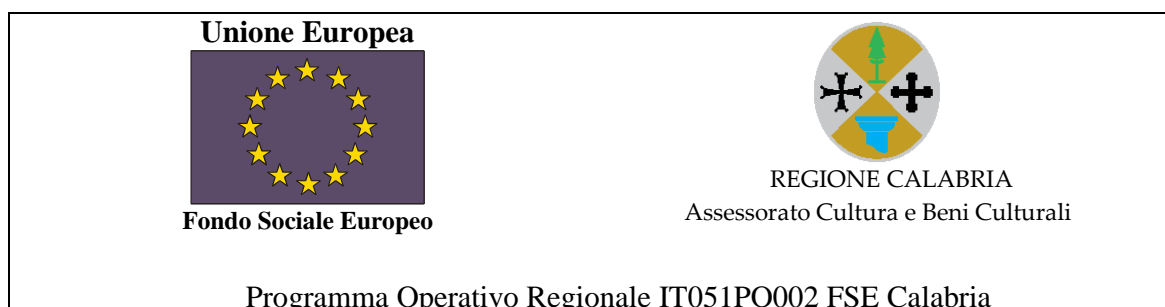 Unione Europea
Fondo Sociale Europeo
REGIONE CALABRIA
Assessorato Cultura e Beni Culturali
Programma Operativo Regionale IT051PO002 FSE Calabria